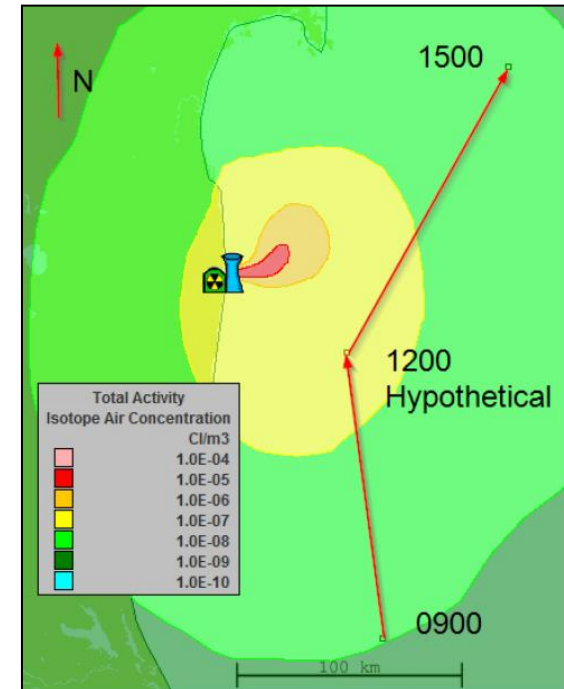 1500
N
1200
Hypothetical
Total Activity
Isotope Air Concentration
CI/m3
1.0E-04
1.0E-05
1.0E-06
1.0E-07
1.0E-08
1.0E-09
1.0E-10
0900
100 km